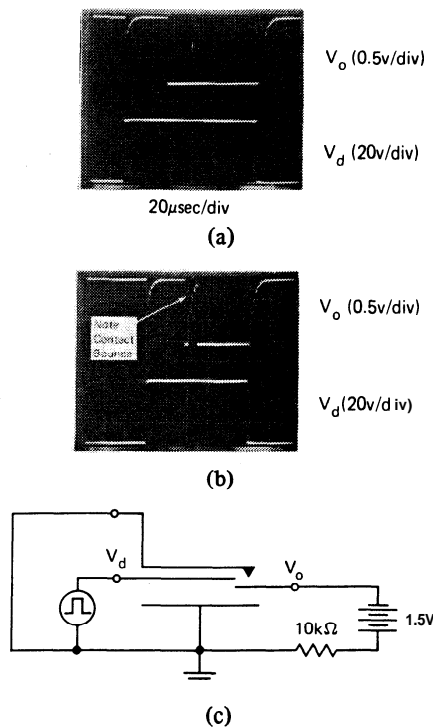 V_o (0.5v/div)
V_d (20v/div)
20μsec/div
(a)
Note
Contact
Bounce
V_o (0.5v/div)
V_d (20v/div)
(b)
V_d
V_o
10kΩ
1.5V
(c)